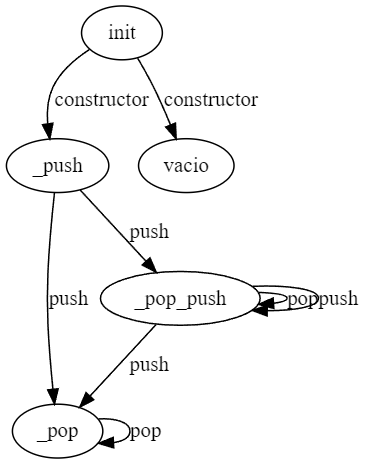 init
constructor constructor
_push vacio
push
_pop_push poppush
push
push
_pop pop